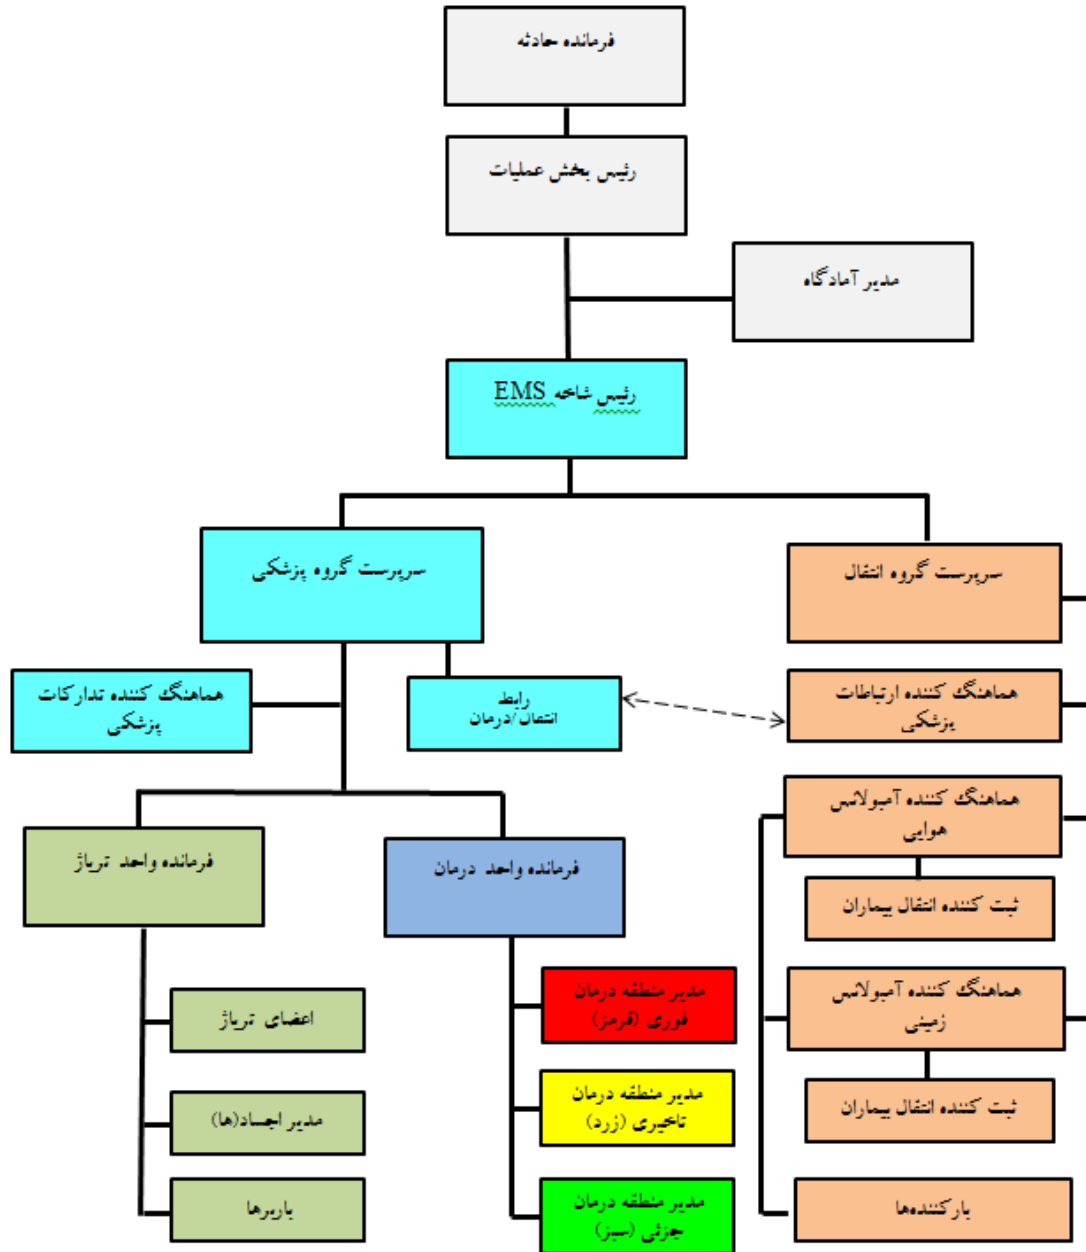 فرمانده حادثه
رئیس بخش عملیات
مدیر آمادگاه
رئیس شاخه EMS
سرپرست گروه انتقال
سرپرست گروه پزشکی
هماهنگ کننده ارتباطات
پزشکی
رابط
انتقال/درمان
هماهنگ کننده تدارکات
پزشکی
هماهنگ کننده آمبولانس
هوایی
ثبت کننده انتقال بیماران
هماهنگ کننده آمبولانس
زمینی
ثبت کننده انتقال بیماران
بارکننده‌ها
فرمانده واحد درمان
مدیر منطقه درمان
فوری (قرمز)
مدیر منطقه درمان
تاخیری (زرد)
مدیر منطقه درمان
جزئی (سبز)
فرمانده واحد تریاژ
اعضای تریاژ
مدیر اجساد(ها)
باربرها